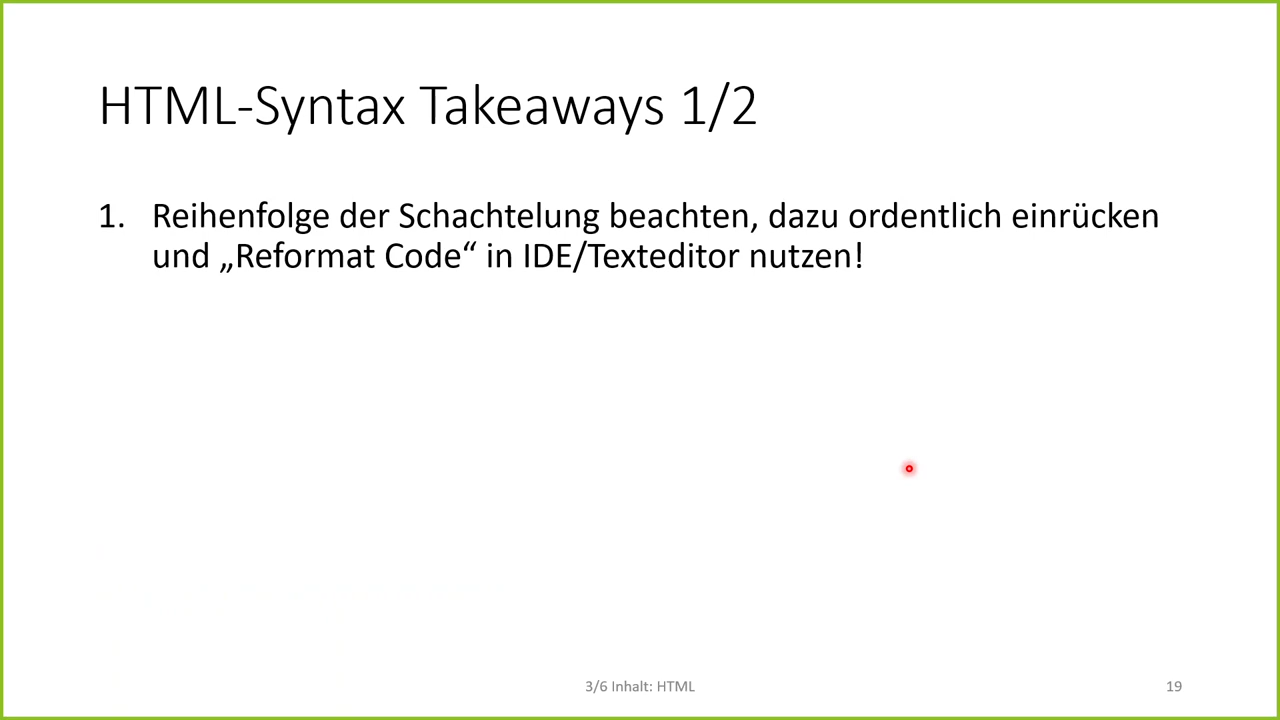 HTML-Syntax Takeaways 1/2
1. Reihenfolge der Schachtelung beachten, dazu ordentlich einrücken
und „Reformat Code“ in IDE/Texteditor nutzen!
3/6 Inhalt: HTML
19